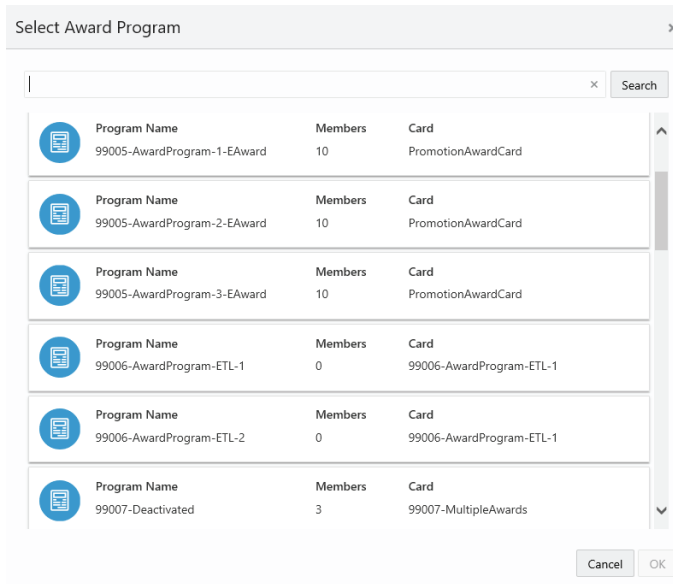 Select Award Program
Search
Program Name Members Card
99005-AwardProgram-1-EAward 10 PromotionAwardCard
Program Name Members Card
99005-AwardProgram-2-EAward 10 PromotionAwardCard
Program Name Members Card
99005-AwardProgram-3-EAward 10 PromotionAwardCard
Program Name Members Card
99006-AwardProgram-ETL-1 0 99006-AwardProgram-ETL-1
Program Name Members Card
99006-AwardProgram-ETL-2 0 99006-AwardProgram-ETL-1
Program Name Members Card
99007-Deactivated 3 99007-MultipleAwards
Cancel OK